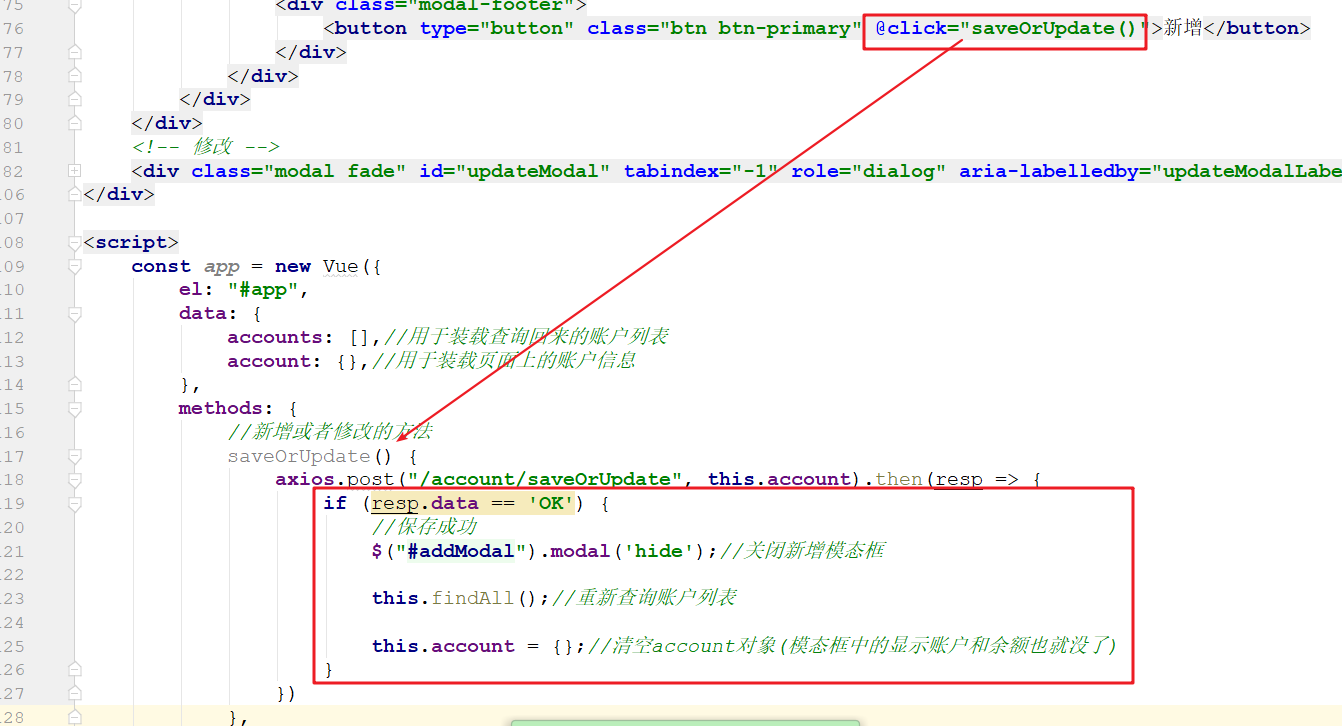 75 <div class="modal-footer">
76 <button type="button" class="btn btn-primary" @click="saveOrUpdate()">新增</button>
77 </div>
78 </div>
79 </div>
80 </div>
81 <!-- 修改 -->
82 <div class="modal fade" id="updateModal" tabindex="-1" role="dialog" aria-labelledby="updateModalLabe
06 </div>
07
08 <script>
09 const app = new Vue({
10 el: "#app",
11 data: {
12 accounts: [],//用于装载查询回来的账户列表
13 account: {},//用于装载页面上的账户信息
14 },
15 methods: {
16 //新增或者修改的方法
17 saveOrUpdate() {
18 axios.post("/account/saveOrUpdate", this.account).then(resp => {
19 if (resp.data == 'OK') {
20 //保存成功
21 $("#addModal").modal('hide');//关闭新增模态框
22
23 this.findAll();//重新查询账户列表
24
25 this.account = {};//清空account对象(模态框中的显示账户和余额也就没了)
26 }
27 })
28 },